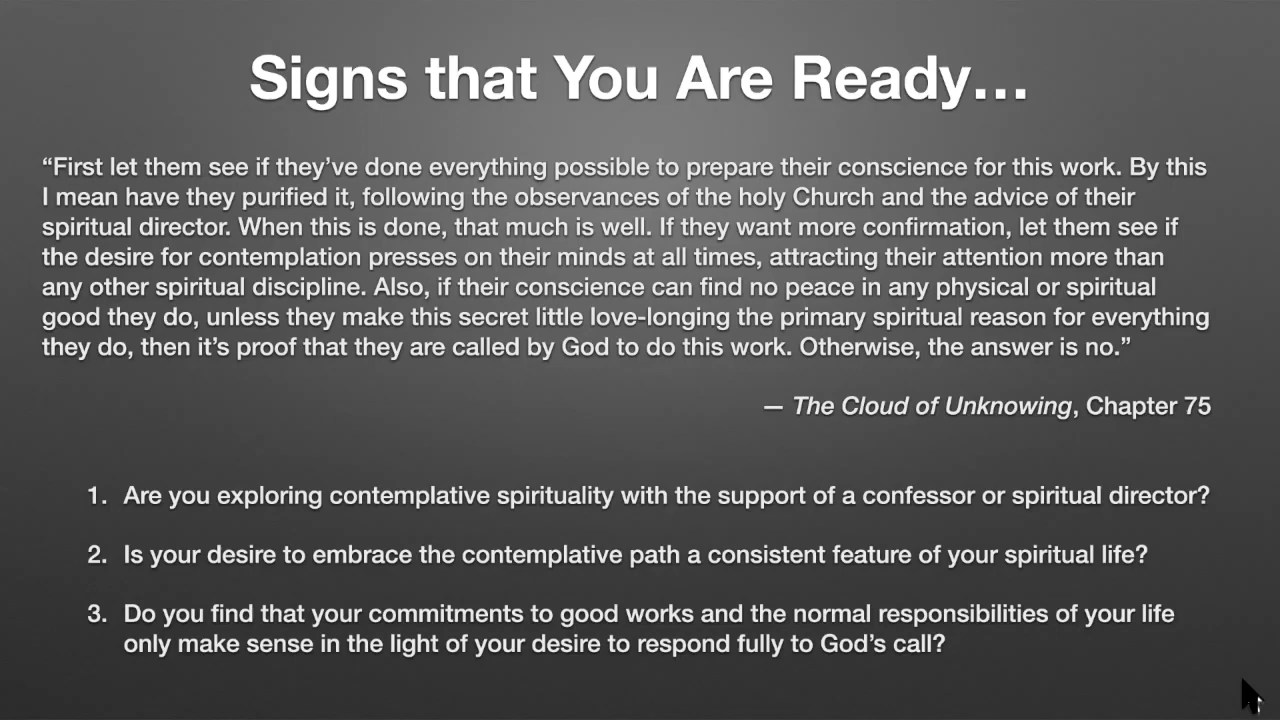 Signs that You Are Ready…
“First let them see if they’ve done everything possible to prepare their conscience for this work. By this
I mean have they purified it, following the observances of the holy Church and the advice of their
spiritual director. When this is done, that much is well. If they want more confirmation, let them see if
the desire for contemplation presses on their minds at all times, attracting their attention more than
any other spiritual discipline. Also, if their conscience can find no peace in any physical or spiritual
good they do, unless they make this secret little love-longing the primary spiritual reason for everything
they do, then it’s proof that they are called by God to do this work. Otherwise, the answer is no.”
— The Cloud of Unknowing, Chapter 75
1. Are you exploring contemplative spirituality with the support of a confessor or spiritual director?
2. Is your desire to embrace the contemplative path a consistent feature of your spiritual life?
3. Do you find that your commitments to good works and the normal responsibilities of your life
only make sense in the light of your desire to respond fully to God’s call?